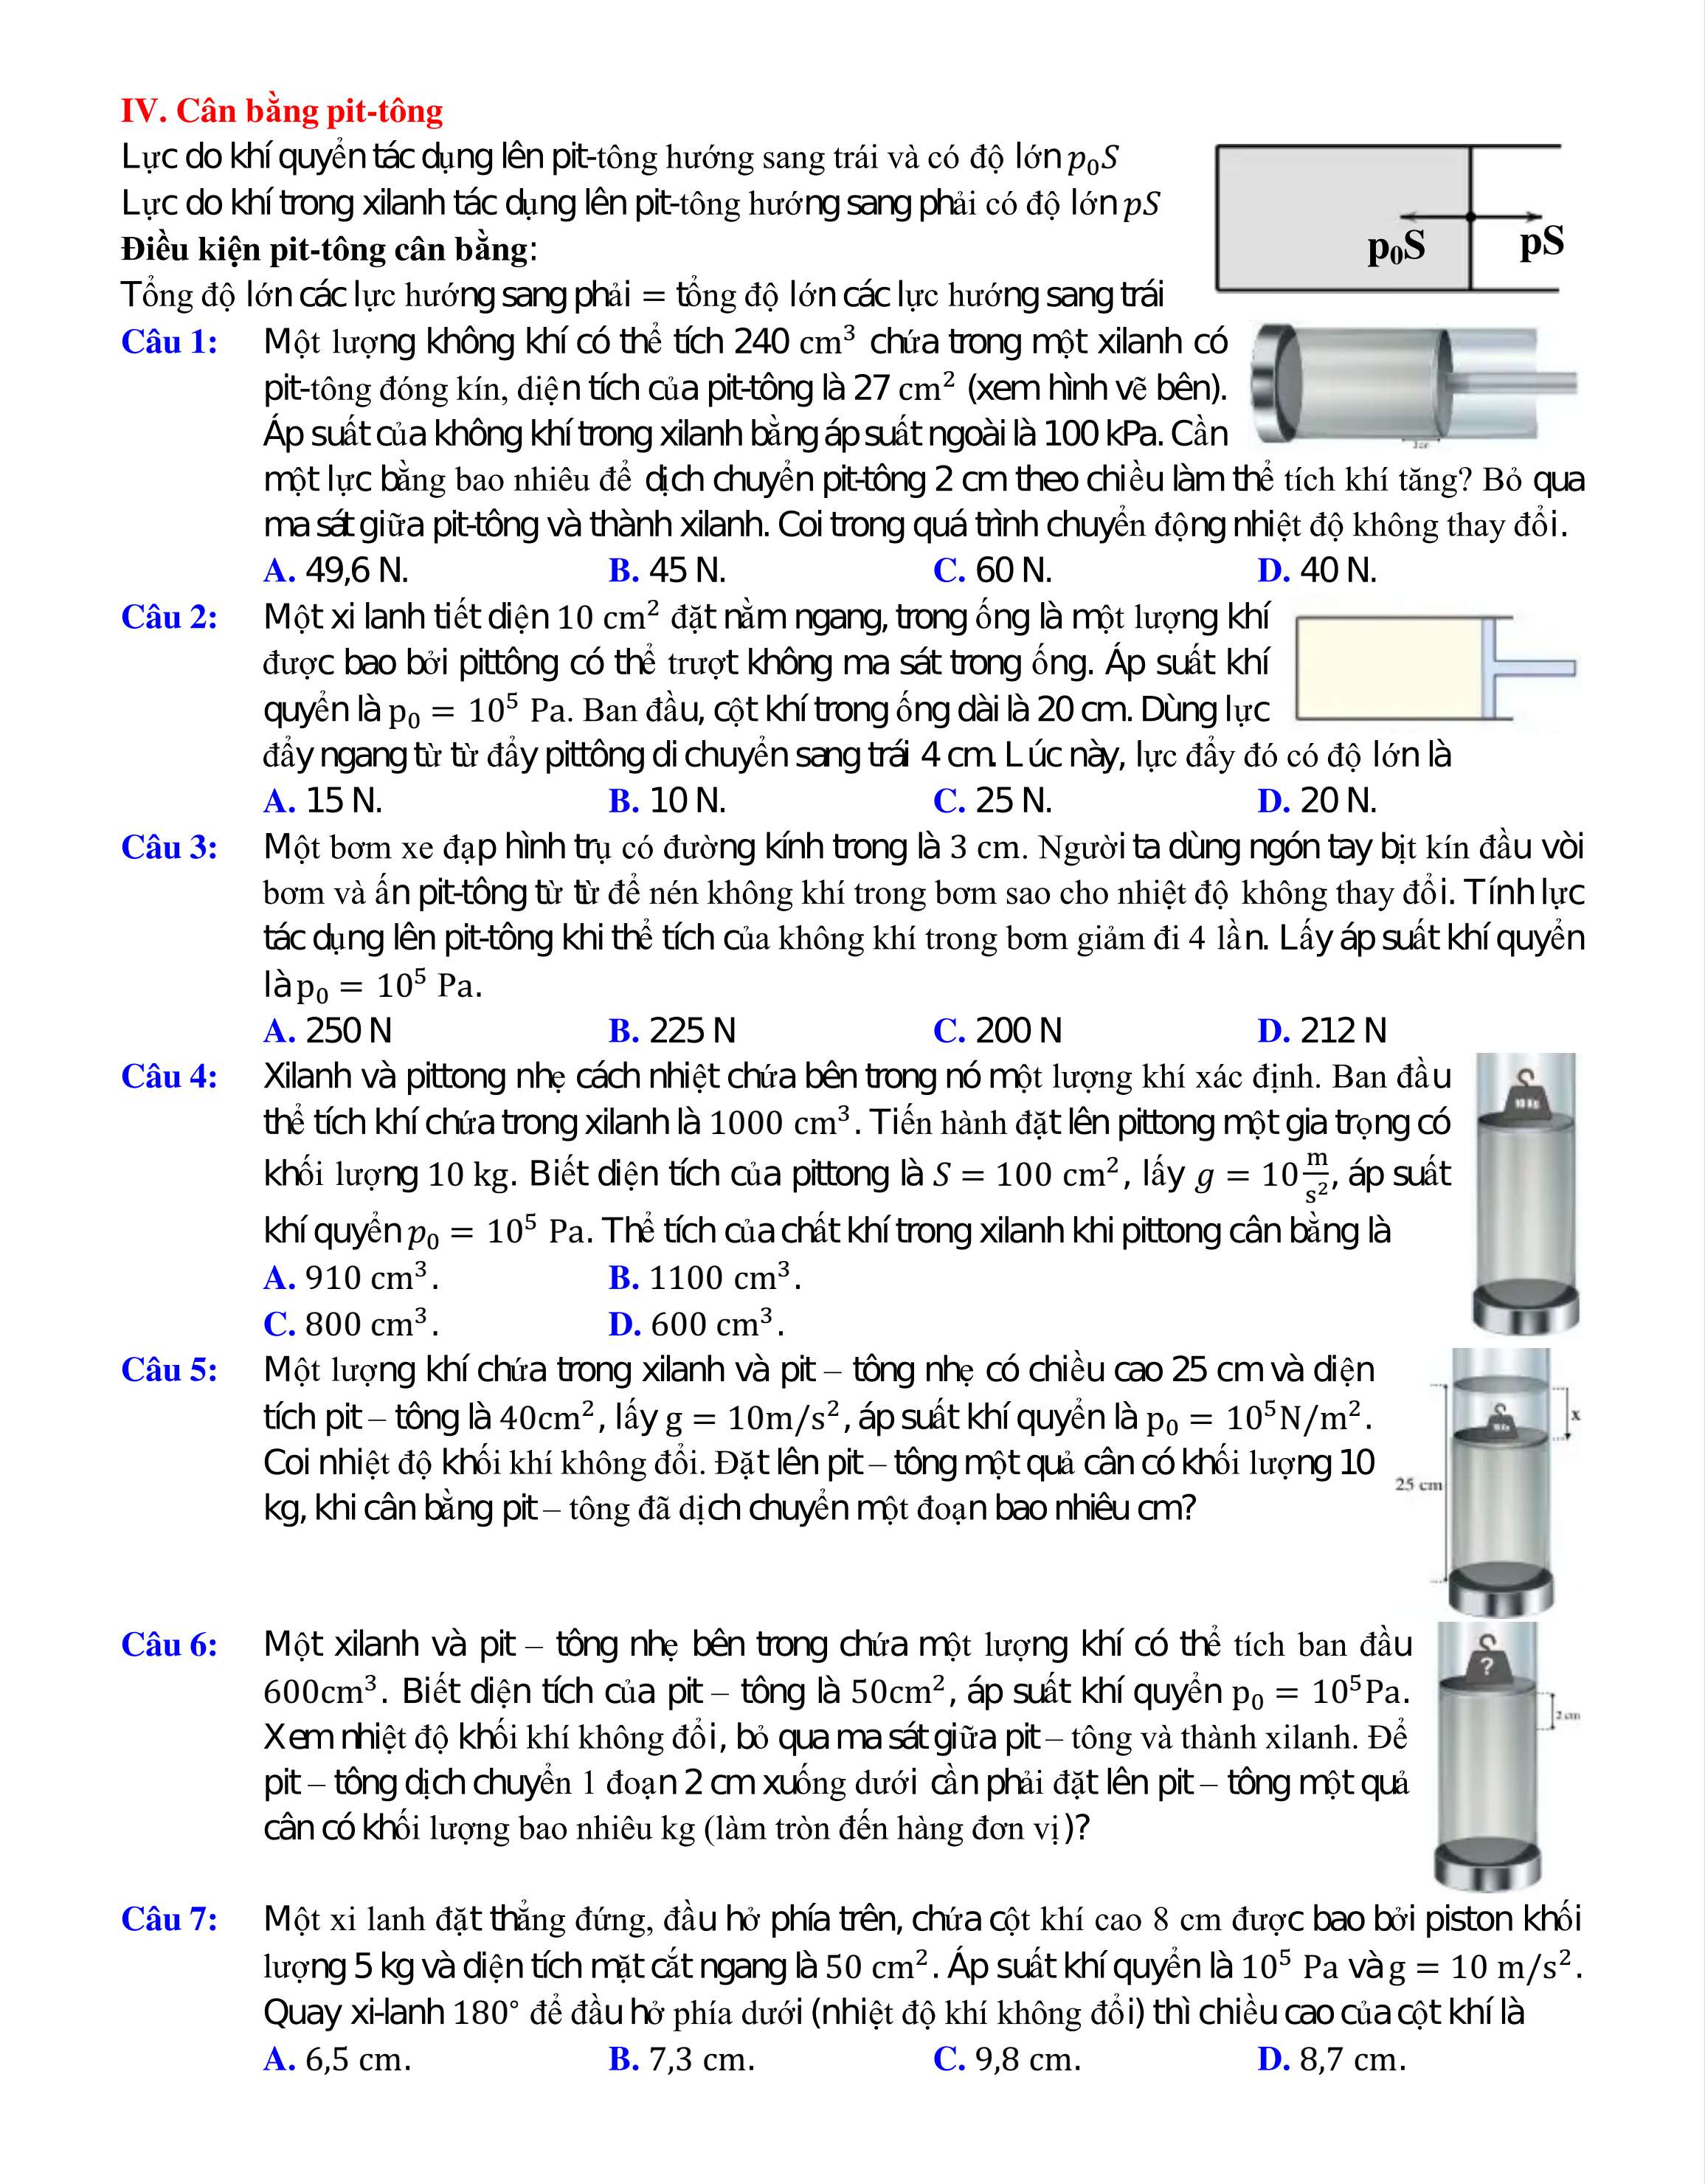 IV. Cân bằng pit-tông
Lực do khí quyển tác dụng lên pit-tông hướng sang trái và có độ lớn p₀S
Lực do khí trong xilanh tác dụng lên pit-tông hướng sang phải có độ lớn pS
Điều kiện pit-tông cân bằng:
Tổng độ lớn các lực hướng sang phải = tổng độ lớn các lực hướng sang trái
p₀S pS
Câu 1: Một lượng không khí có thể tích 240 cm³ chứa trong một xilanh có
pit-tông đóng kín, diện tích của pit-tông là 27 cm² (xem hình vẽ bên).
Áp suất của không khí trong xilanh bằng áp suất ngoài là 100 kPa. Cần
một lực bằng bao nhiêu để dịch chuyển pit-tông 2 cm theo chiều làm thể tích khí tăng? Bỏ qua
ma sát giữa pit-tông và thành xilanh. Coi trong quá trình chuyển động nhiệt độ không thay đổi.
A. 49,6 N. B. 45 N. C. 60 N. D. 40 N.
Câu 2: Một xi lanh tiết diện 10 cm² đặt nằm ngang, trong ống là một lượng khí
được bao bởi pittông có thể trượt không ma sát trong ống. Áp suất khí
quyển là p₀ = 10⁵ Pa. Ban đầu, cột khí trong ống dài là 20 cm. Dùng lực
đẩy ngang từ từ đẩy pittông di chuyển sang trái 4 cm. Lúc này, lực đẩy đó có độ lớn là
A. 15 N. B. 10 N. C. 25 N. D. 20 N.
Câu 3: Một bơm xe đạp hình trụ có đường kính trong là 3 cm. Người ta dùng ngón tay bịt kín đầu vòi
bơm và ấn pit-tông từ từ để nén không khí trong bơm sao cho nhiệt độ không thay đổi. Tính lực
tác dụng lên pit-tông khi thể tích của không khí trong bơm giảm đi 4 lần. Lấy áp suất khí quyển
là p₀ = 10⁵ Pa.
A. 250 N B. 225 N C. 200 N D. 212 N
Câu 4: Xilanh và pittong nhẹ cách nhiệt chứa bên trong nó một lượng khí xác định. Ban đầu
thể tích khí chứa trong xilanh là 1000 cm³. Tiến hành đặt lên pittong một gia trọng có
khối lượng 10 kg. Biết diện tích của pittong là S = 100 cm², lấy g = 10 m/s², áp suất
khí quyển p₀ = 10⁵ Pa. Thể tích của chất khí trong xilanh khi pittong cân bằng là
A. 910 cm³. B. 1100 cm³.
C. 800 cm³. D. 600 cm³.
10 Kg
Câu 5: Một lượng khí chứa trong xilanh và pit – tông nhẹ có chiều cao 25 cm và diện
tích pit – tông là 40cm², lấy g = 10m/s², áp suất khí quyển là p₀ = 10⁵N/m².
Coi nhiệt độ khối khí không đổi. Đặt lên pit – tông một quả cân có khối lượng 10
kg, khi cân bằng pit – tông đã dịch chuyển một đoạn bao nhiêu cm?
x
25 cm
Câu 6: Một xilanh và pit – tông nhẹ bên trong chứa một lượng khí có thể tích ban đầu
600cm³. Biết diện tích của pit – tông là 50cm², áp suất khí quyển p₀ = 10⁵Pa.
Xem nhiệt độ khối khí không đổi, bỏ qua ma sát giữa pit – tông và thành xilanh. Để
pit – tông dịch chuyển 1 đoạn 2 cm xuống dưới cần phải đặt lên pit – tông một quả
cân có khối lượng bao nhiêu kg (làm tròn đến hàng đơn vị)?
?
2 cm
Câu 7: Một xi lanh đặt thẳng đứng, đầu hở phía trên, chứa cột khí cao 8 cm được bao bởi piston khối
lượng 5 kg và diện tích mặt cắt ngang là 50 cm². Áp suất khí quyển là 10⁵ Pa và g = 10 m/s².
Quay xi-lanh 180° để đầu hở phía dưới (nhiệt độ khí không đổi) thì chiều cao của cột khí là
A. 6,5 cm. B. 7,3 cm. C. 9,8 cm. D. 8,7 cm.